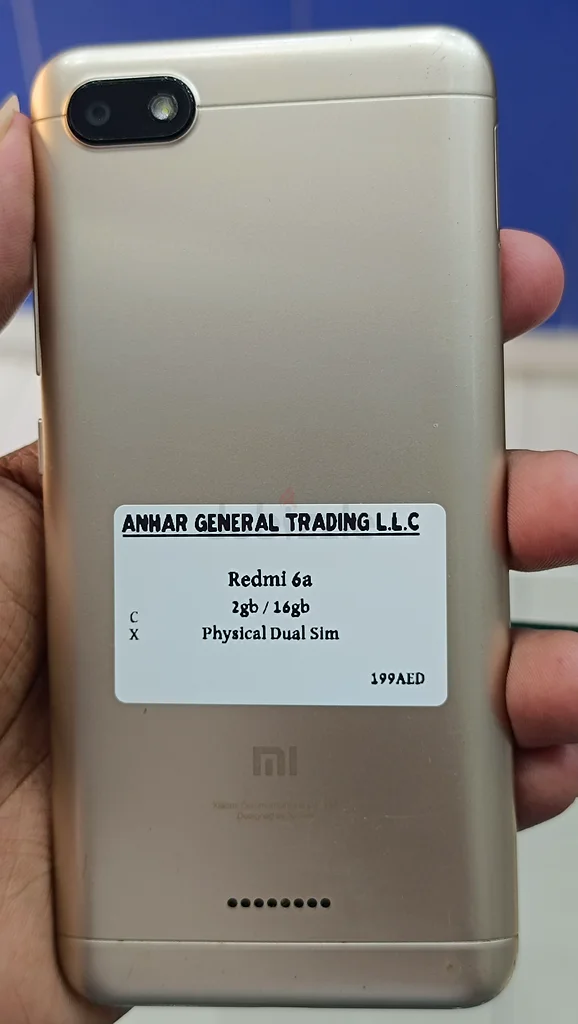 ANHAR GENERAL TRADING L.L.C
Redmi 6a
2gb / 16gb
C
X Physical Dual Sim
199AED
mi